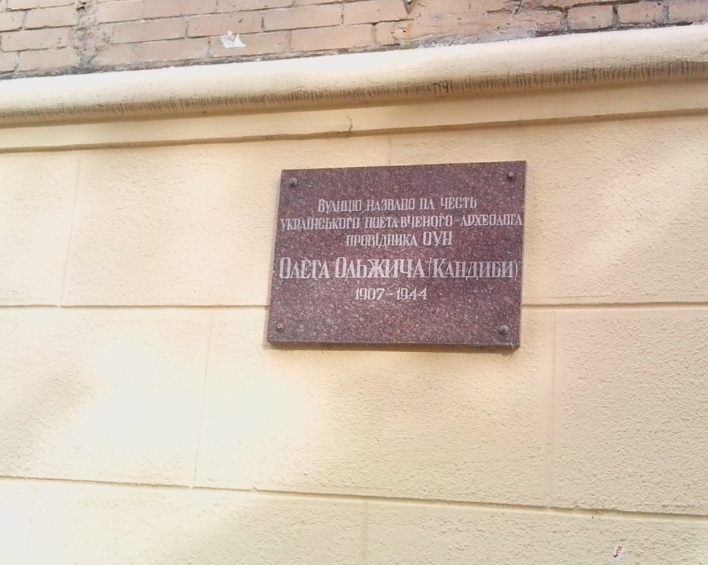 Вулицю названо на честь
українського поета-вченого-археолога
провідника ОУН
Олега Ольжича (Кандиби)
1907-1944